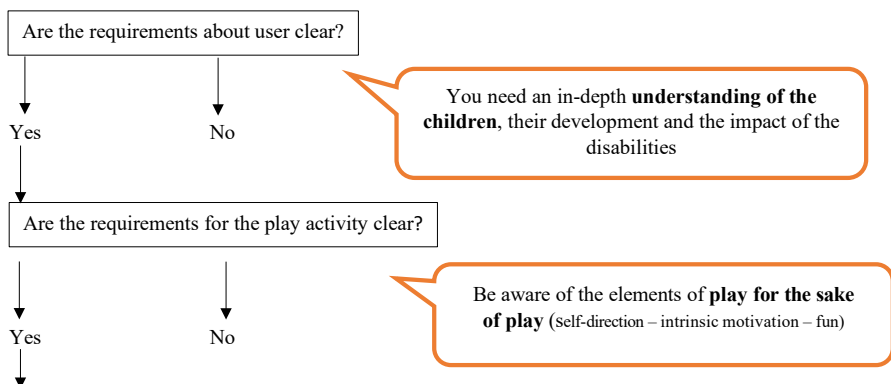 Are the requirements about user clear?
You need an in-depth understanding of the
children, their development and the impact of the
disabilities
Yes
No
Are the requirements for the play activity clear?
Be aware of the elements of play for the sake
of play (self-direction – intrinsic motivation – fun)
Yes
No